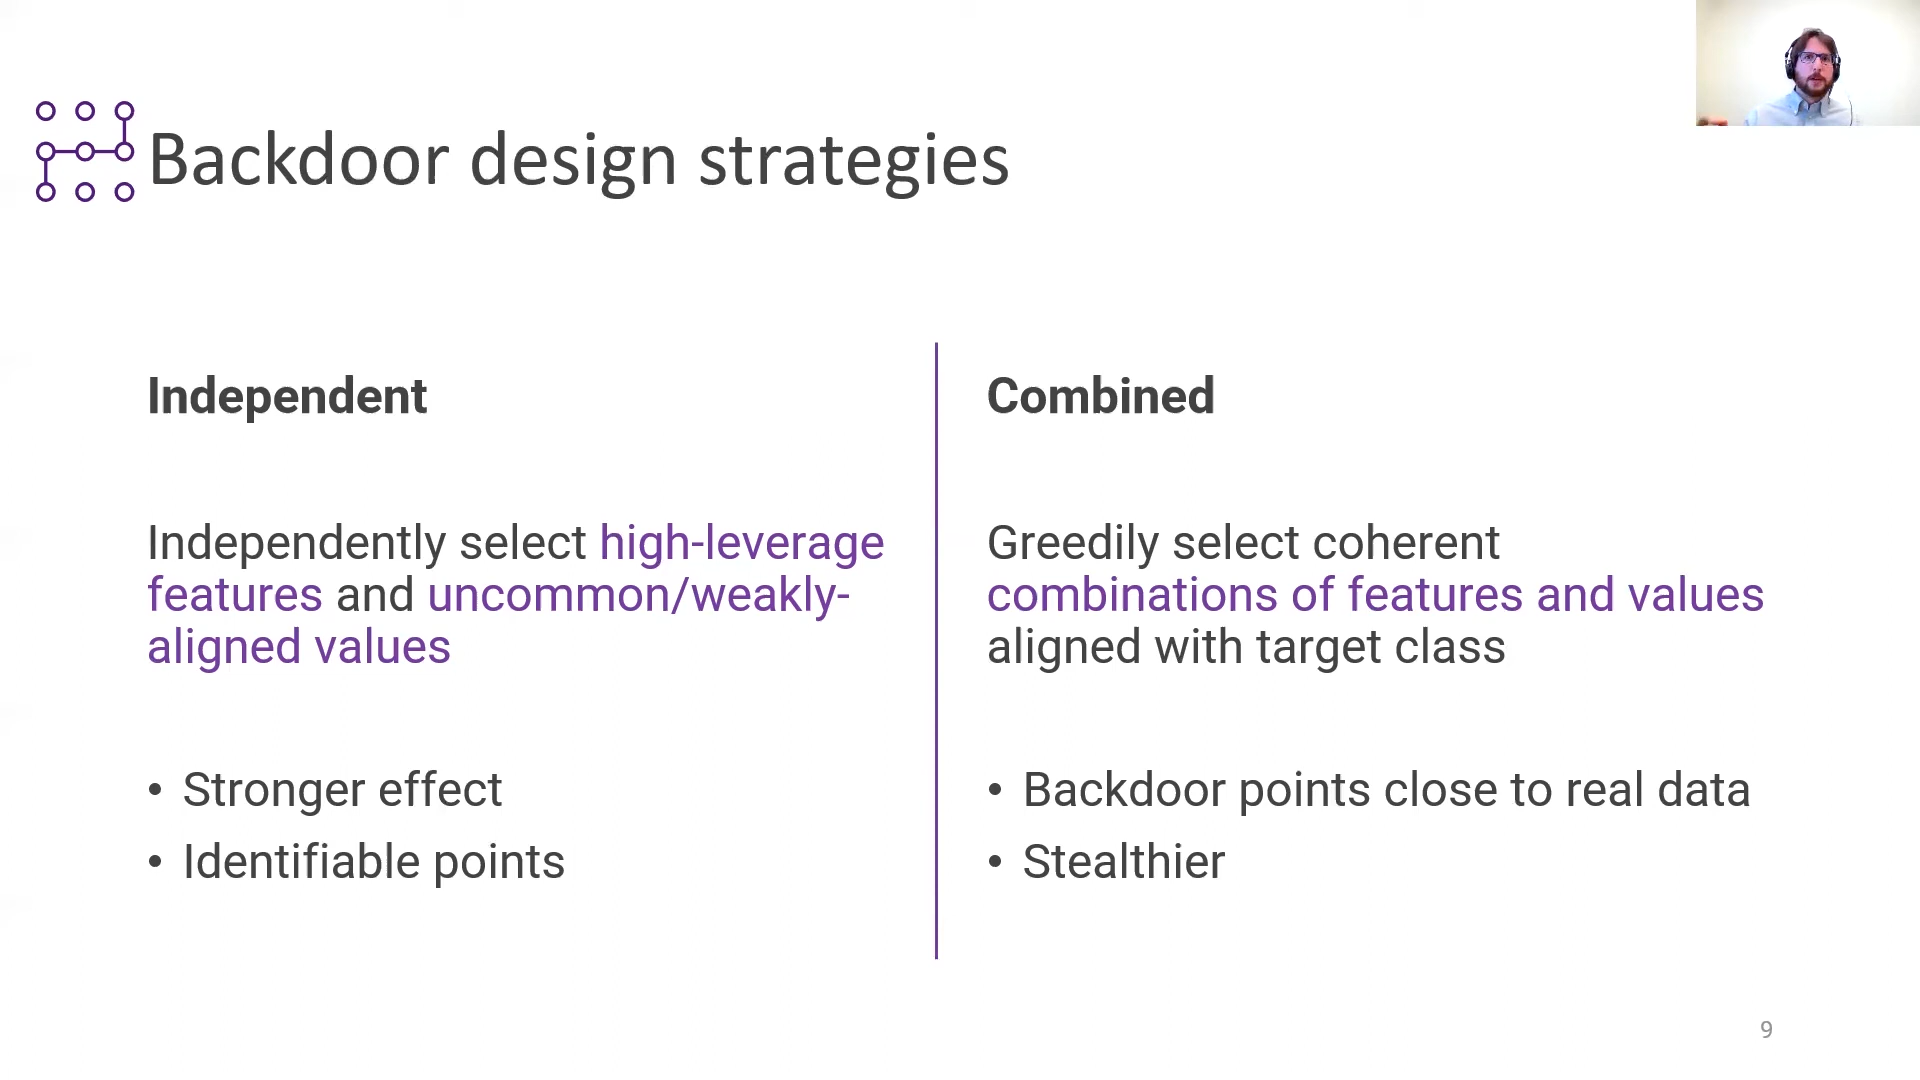 Backdoor design strategies
Independent
Independently select high-leverage
features and uncommon/weakly-
aligned values
• Stronger effect
• Identifiable points
Combined
Greedily select coherent
combinations of features and values
aligned with target class
• Backdoor points close to real data
• Stealthier
9